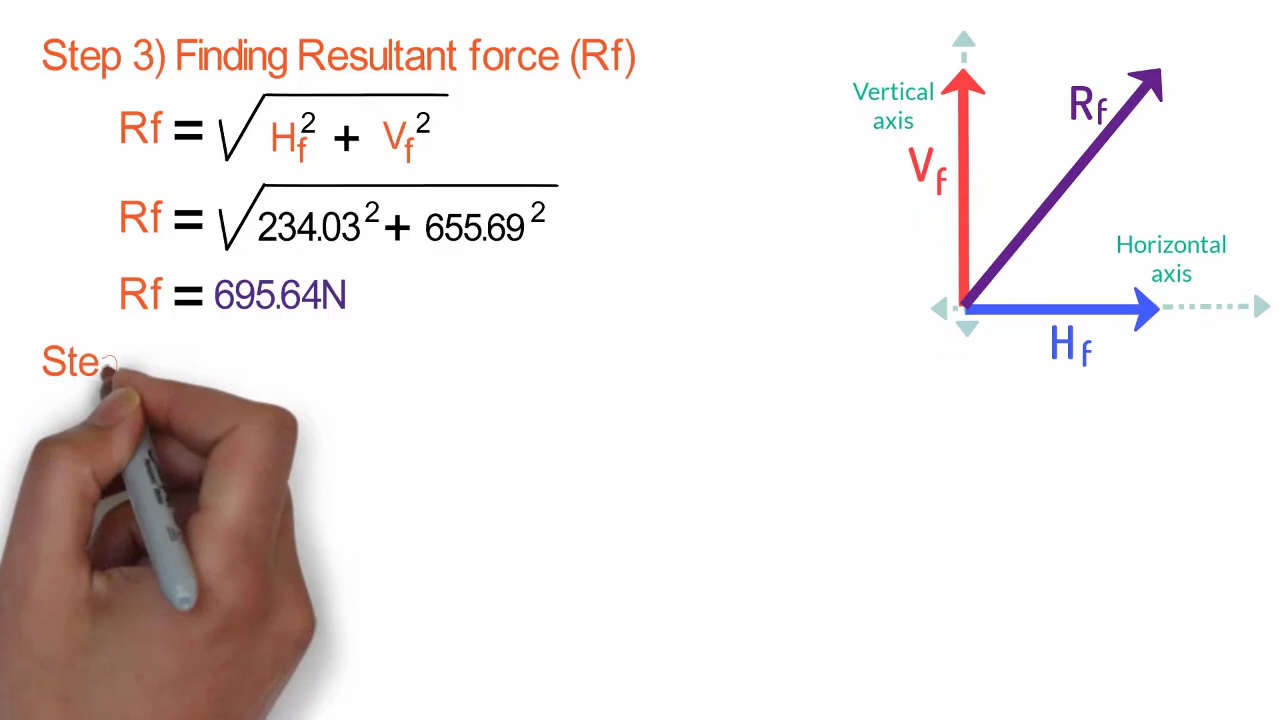 Step 3) Finding Resultant force (Rf)
Rf = √ Hf² + Vf²
Rf = √ 234.03² + 655.69²
Rf = 695.64N
Ste
Vertical
axis
Vf
Rf
Horizontal
axis
Hf